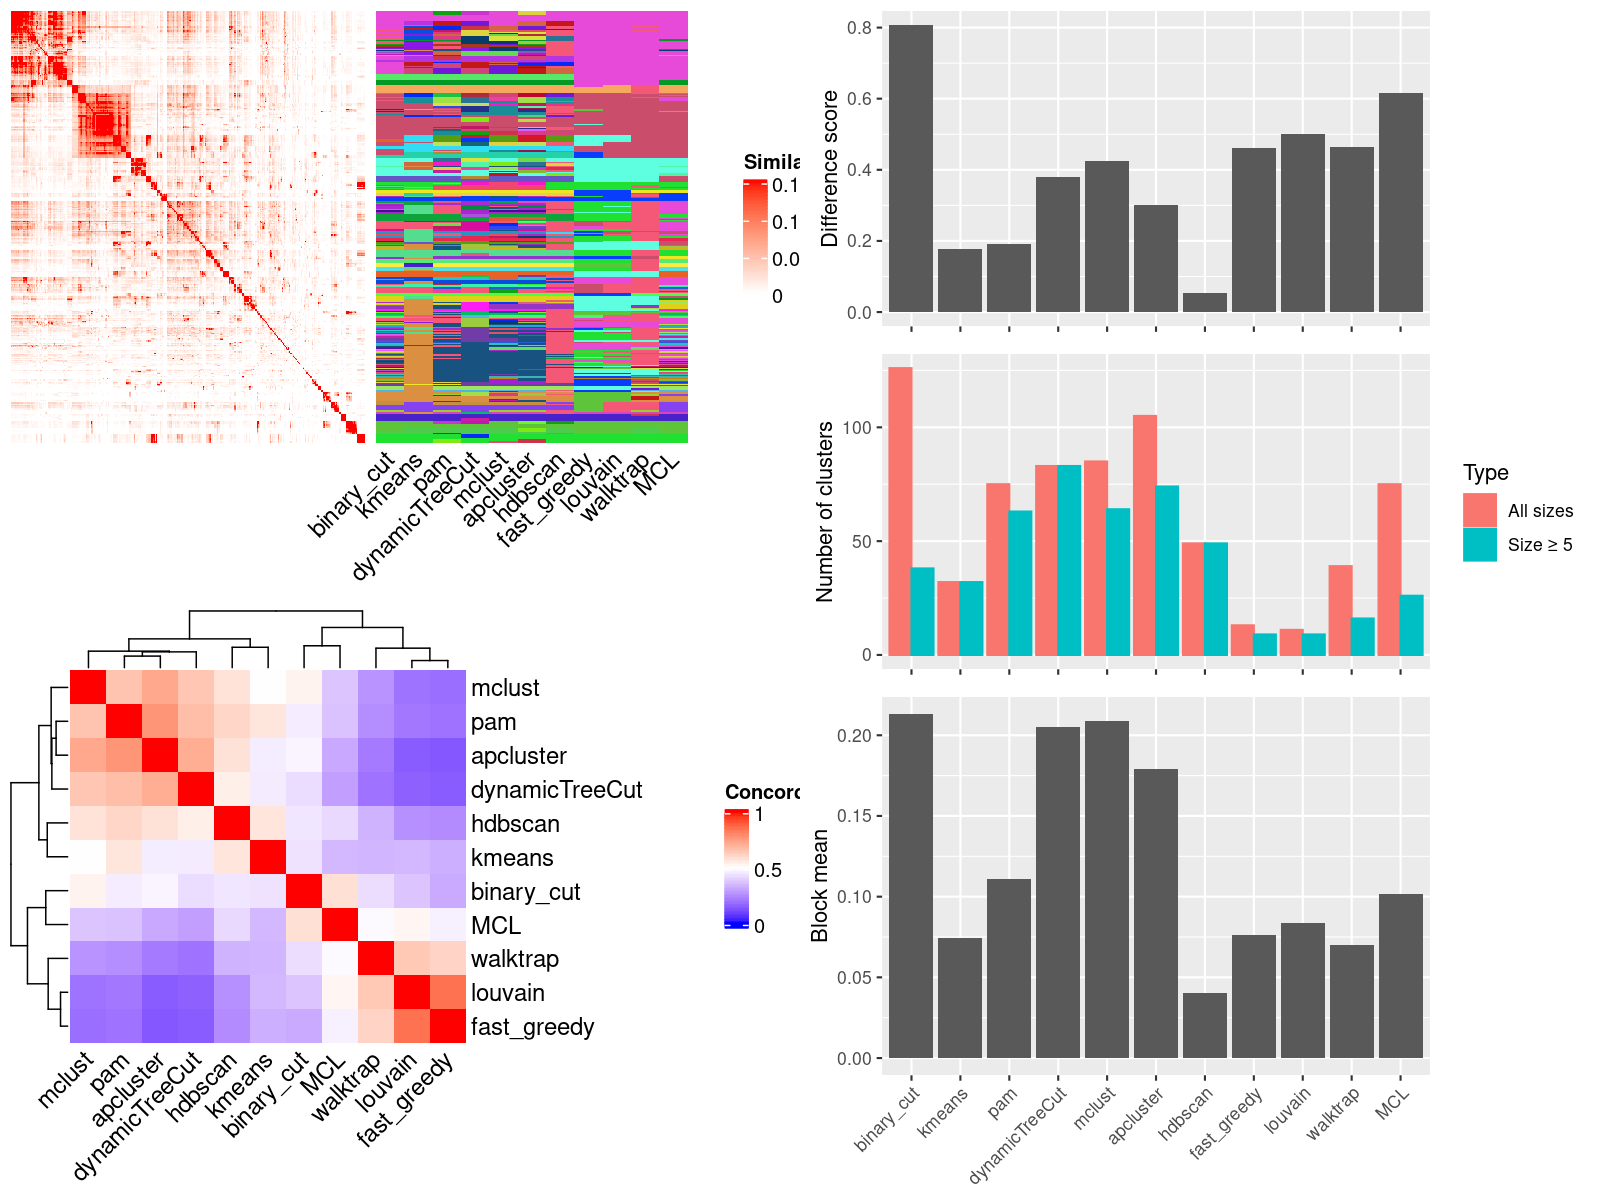 Simila
0.1
0.1
0.0
0
binary_cut
kmeans
pam
dynamicTreeCut
mclust
apcluster
hdbscan
fast_greedy
louvain
walktrap
MCL
mclust
pam
apcluster
dynamicTreeCut
hdbscan
kmeans
binary_cut
MCL
walktrap
louvain
fast_greedy
mclust
pam
apcluster
dynamicTreeCut
hdbscan
kmeans
binary_cut
MCL
walktrap
louvain
fast_greedy
Concord
1
0.5
0
Difference score
0.8
0.6
0.4
0.2
0.0
Number of clusters
100
50
0
Type
All sizes
Size ≥ 5
Block mean
0.20
0.15
0.10
0.05
0.00
binary_cut
kmeans
pam
dynamicTreeCut
mclust
apcluster
hdbscan
fast_greedy
louvain
walktrap
MCL